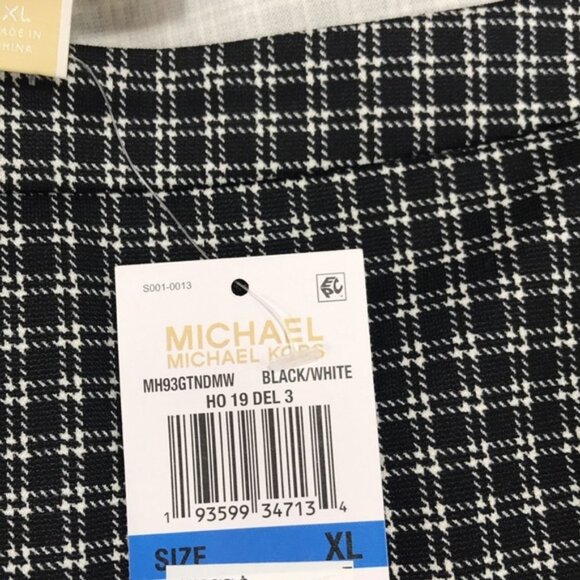 XL
MADE IN
CHINA
S001-0013
EPC
MICHAEL
MICHAEL KORS
MH93GTNDMW BLACK/WHITE
HO 19 DEL 3
1 93599 34713 4
SIZE XL